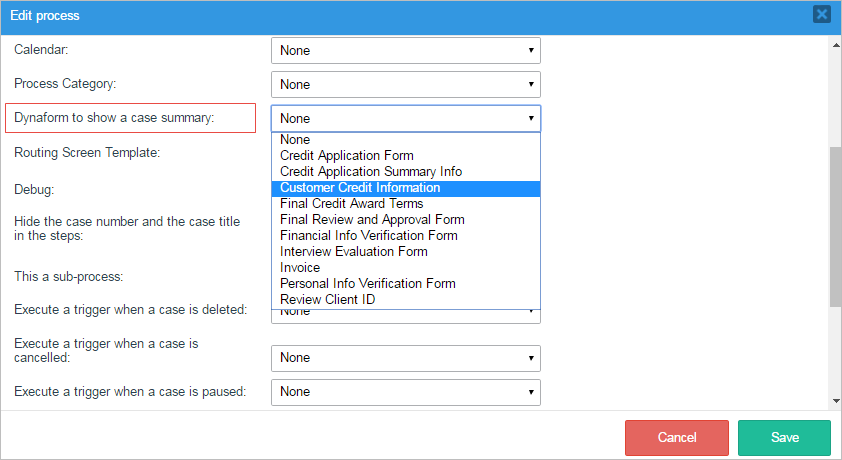 Edit process
Calendar: None
Process Category: None
Dynaform to show a case summary: None
None
Credit Application Form
Routing Screen Template:
Credit Application Summary Info
Customer Credit Information
Debug:
Final Credit Award Terms
Final Review and Approval Form
Hide the case number and the case title
in the steps:
Financial Info Verification Form
Interview Evaluation Form
Invoice
This a sub-process:
Personal Info Verification Form
Review Client ID
Execute a trigger when a case is deleted: None
Execute a trigger when a case is
cancelled: None
Execute a trigger when a case is paused: None
Cancel Save